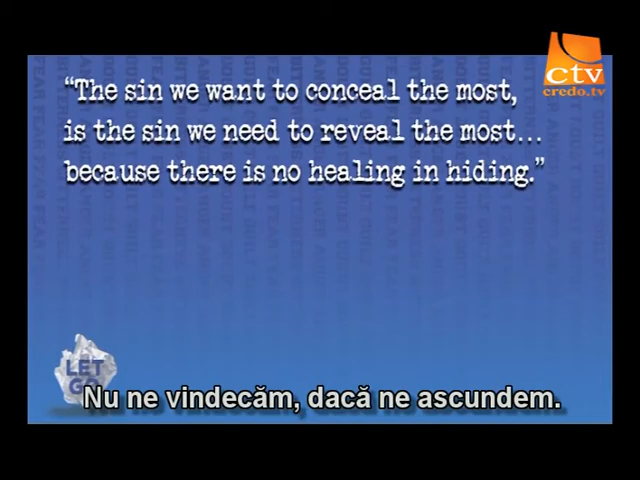 ctv
credo.tv
“The sin we want to conceal the most,
is the sin we need to reveal the most...
because there is no healing in hiding.”
LET
GO
Nu ne vindecăm, dacă ne ascundem.